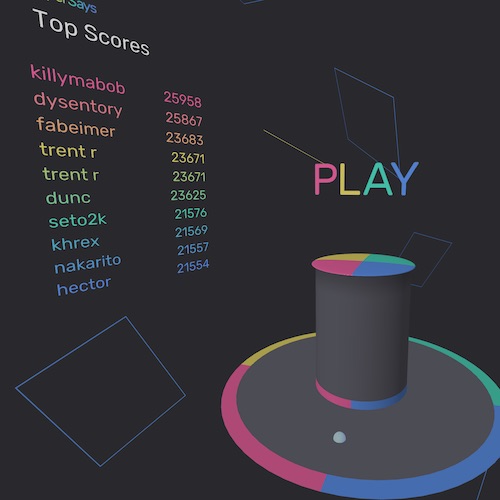 Top Scores
killymabob 25958
dysentory 25867
fabeimer 23683
trent r 23671
trent r 23671
dunc 23625
seto2k 21576
khrex 21569
nakarito 21557
hector 21554
PLAY